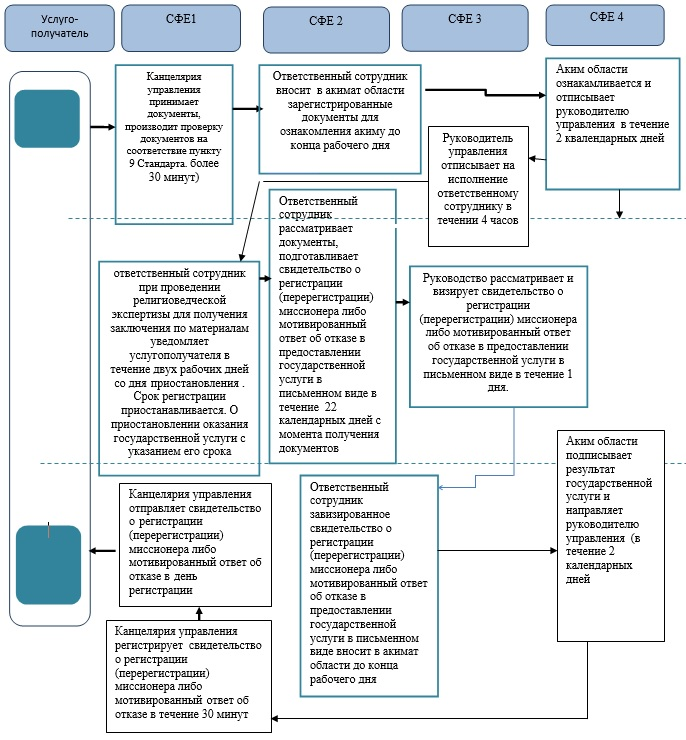 Услуго-
получатель
СФЕ1
СФЕ 2
СФЕ 3
СФЕ 4
Канцелярия
управления
принимает
документы,
производит проверку
документов на
соответствие пункту
9 Стандарта. более
30 минут)
Ответственный сотрудник
вносит в акимат области
зарегистрированные
документы для
ознакомления акиму до
конца рабочего дня
Аким области
ознакамливается и
отписывает
руководителю
управления в течение
2 квалендарных дней
Руководитель
управления
отписывает на
исполнение
ответственному
сотруднику в
течении 4 часов
ответственный сотрудник
при проведении
религиоведческой
экспертизы для получения
заключения по материалам
уведомляет
услугополучателя в
течение двух рабочих дней
со дня приостановления .
Срок регистрации
приостанавливается. О
приостановлении оказания
государственной услуги с
указанием его срока
Ответственный
сотрудник
рассматривает
документы,
подготавливает
свидетельство о
регистрации
(перерегистрации)
миссионера либо
мотивированный
ответ об отказе в
предоставлении
государственной
услуги в
письменном виде в
течение 22
календарных дней с
момента получения
документов
Руководство рассматривает и
визирует свидетельство о
регистрации
(перерегистрации) миссионера
либо мотивированный ответ
об отказе в предоставлении
государственной услуги в
письменном виде в течение 1
дня.
Ответственный
сотрудник
завизированное
свидетельство о
регистрации
(перерегистрации)
миссионера либо
мотивированный ответ
об отказе в
предоставлении
государственной
услуги в письменном
виде вносит в акимат
области до конца
рабочего дня
Аким области
подписывает
результат
государственной
услуги и
направляет
руководителю
управления (в
течение 2
календарных
дней
Канцелярия управления
отправляет свидетельство
о регистрации
(перерегистрации)
миссионера либо
мотивированный ответ об
отказе в день
регистрации
Канцелярия управления
регистрирует свидетельство
о регистрации
(перерегистрации)
миссионера либо
мотивированный ответ об
отказе в течение 30 минут